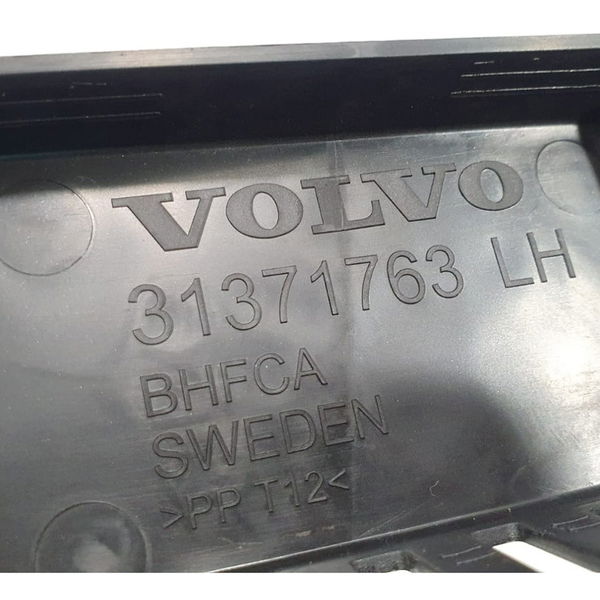 VOLVO
31371763 LH
BHFCA
SWEDEN
>PP T12<